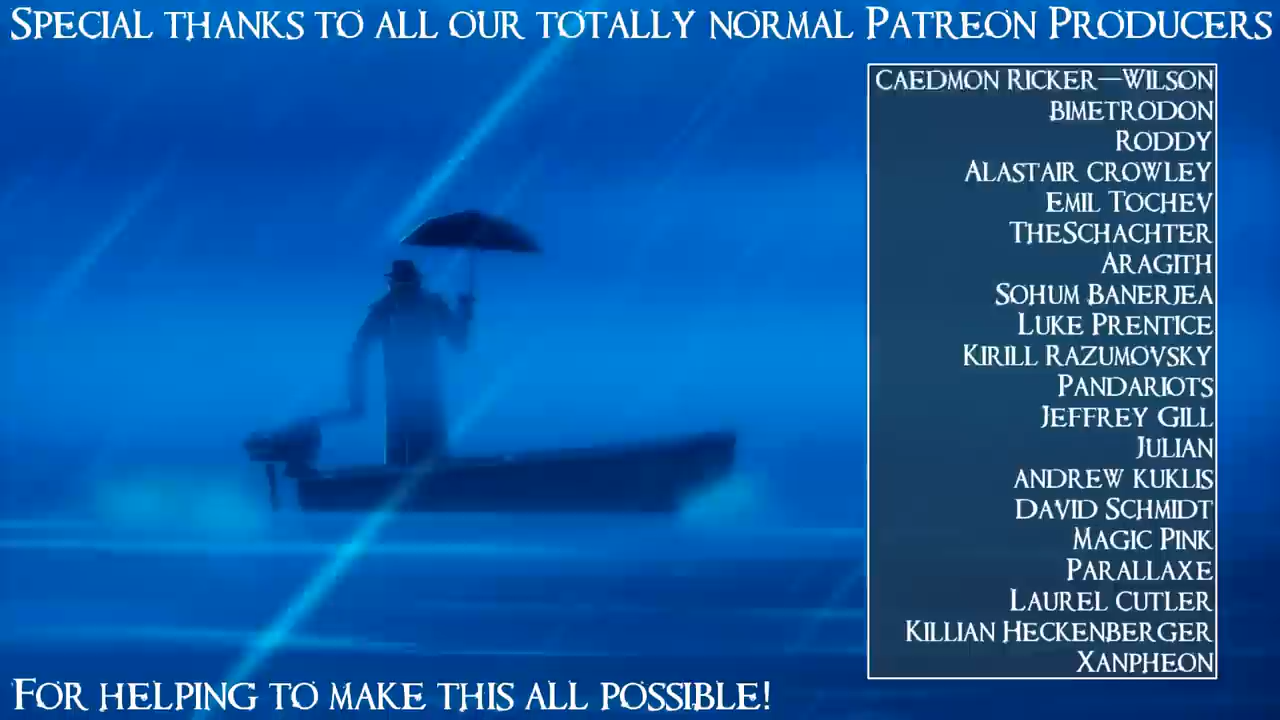 Special thanks to all our totally normal Patreon Producers
Caedmon Ricker-Wilson
Bimetrodon
Roddy
Alastair Crowley
Emil Tochev
TheSchachter
Aragith
Sohum Banerjea
Luke Prentice
Kirill Razumovsky
Pandariots
Jeffrey Gill
Julian
Andrew Kuklis
David Schmidt
Magic Pink
Parallaxe
Laurel Cutler
Killian Heckenberger
Xanpheon
For helping to make this all possible!